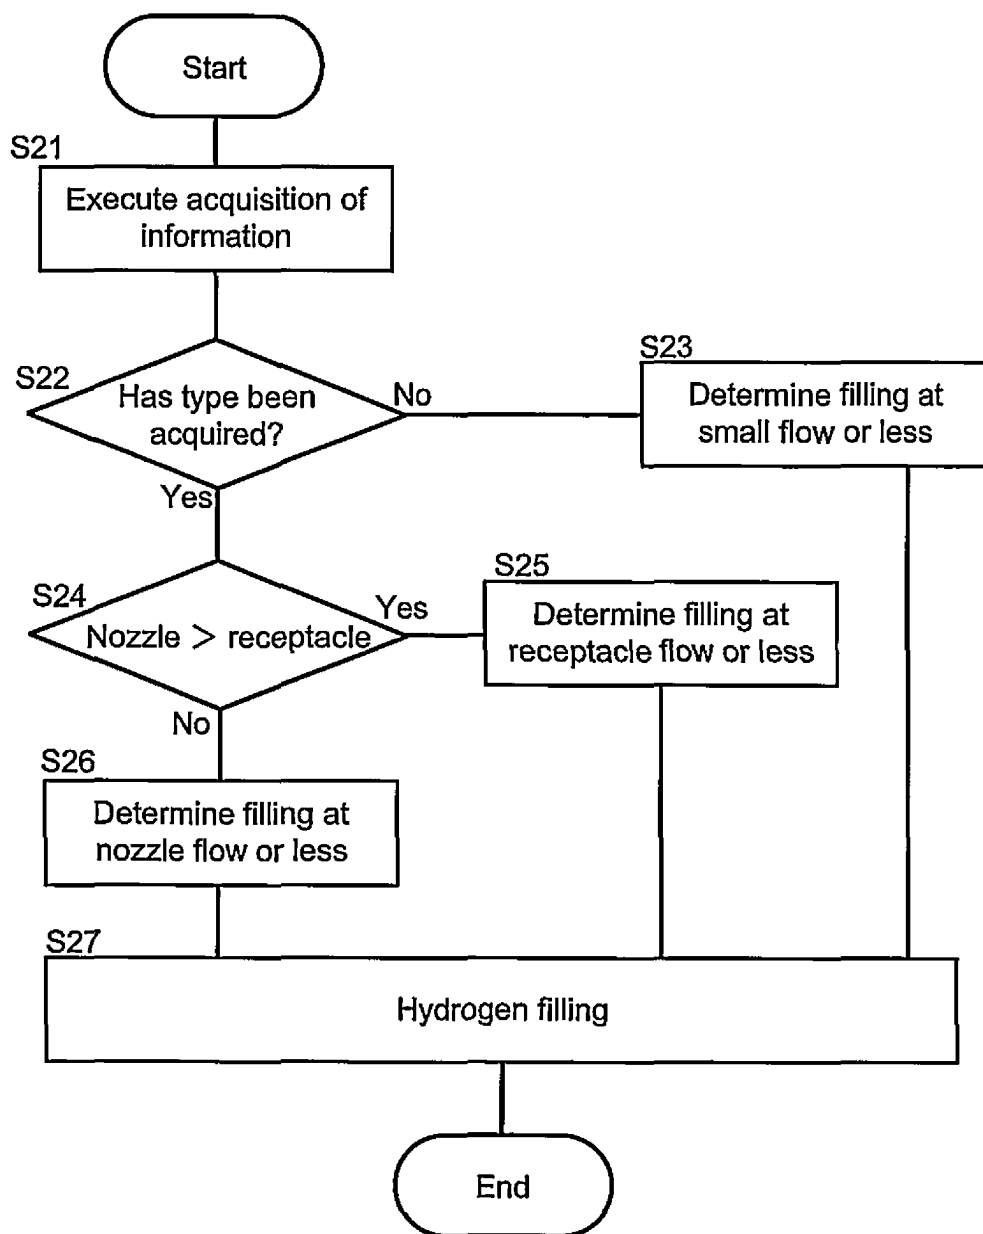 Start
S21
Execute acquisition of
information
S22
Has type been
acquired?
No
Yes
S23
Determine filling at
small flow or less
S24
Nozzle > receptacle
Yes
No
S25
Determine filling at
receptacle flow or less
S26
Determine filling at
nozzle flow or less
S27
Hydrogen filling
End